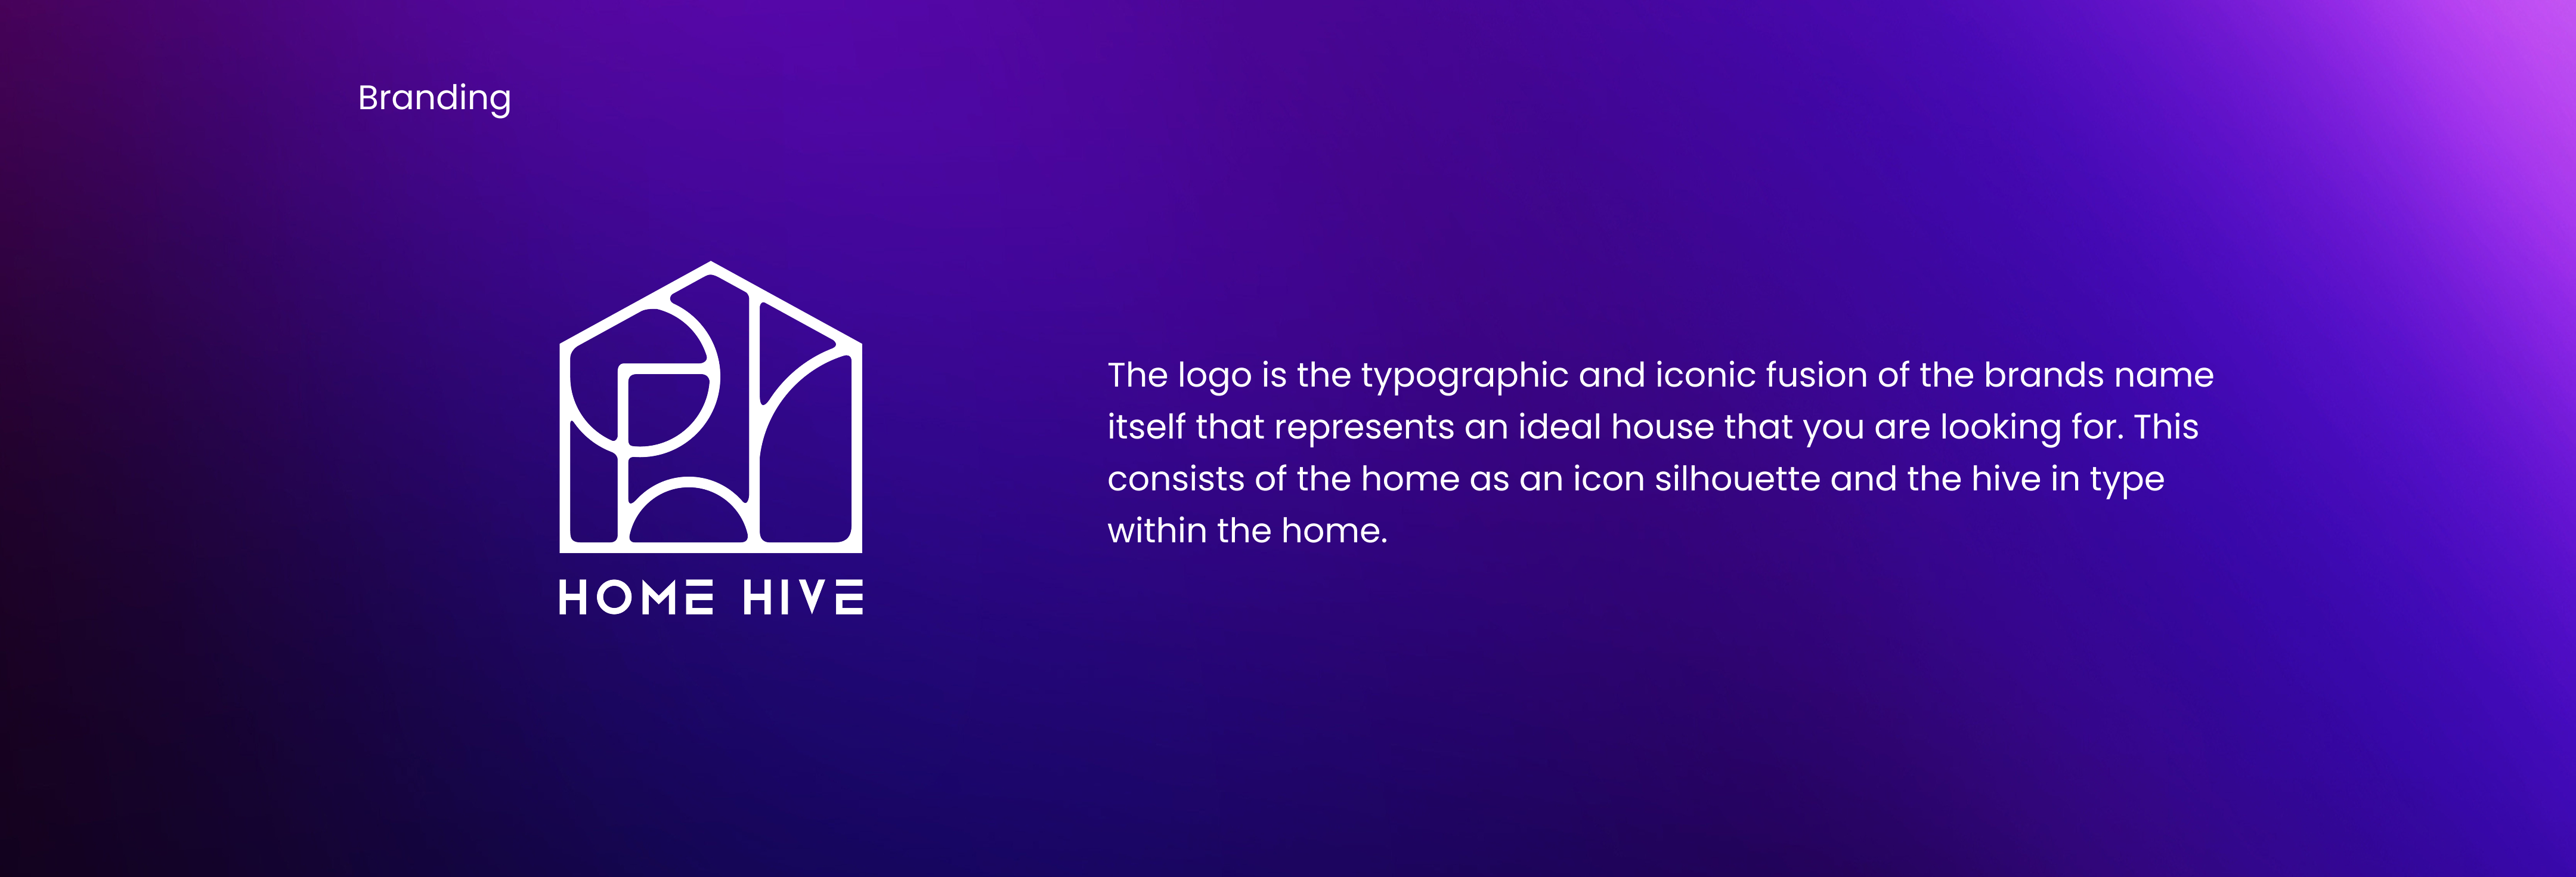 Branding
The logo is the typographic and iconic fusion of the brands name
itself that represents an ideal house that you are looking for. This
consists of the home as an icon silhouette and the hive in type
within the home.
HOME HIVE